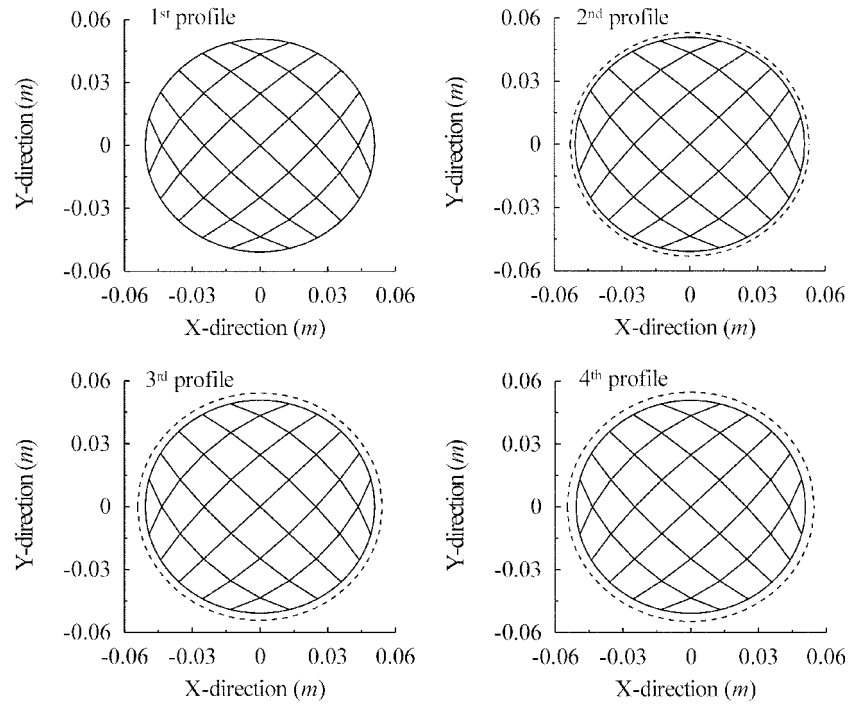 1st profile
0.06
0.03
0
-0.03
-0.06
Y-direction (m)
-0.06 -0.03 0 0.03 0.06
X-direction (m)
2nd profile
0.06
0.03
0
-0.03
-0.06
Y-direction (m)
-0.06 -0.03 0 0.03 0.06
X-direction (m)
3rd profile
0.06
0.03
0
-0.03
-0.06
Y-direction (m)
-0.06 -0.03 0 0.03 0.06
X-direction (m)
4th profile
0.06
0.03
0
-0.03
-0.06
Y-direction (m)
-0.06 -0.03 0 0.03 0.06
X-direction (m)